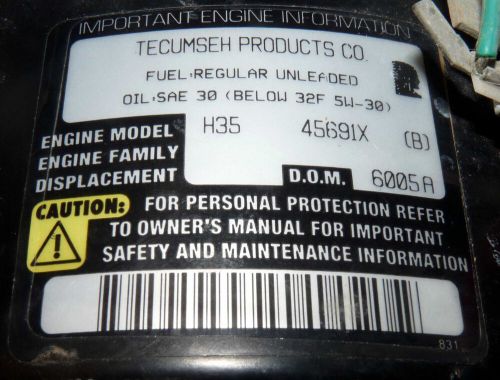 IMPORTANT ENGINE INFORMATION
TECUMSEH PRODUCTS CO.
FUEL:REGULAR UNLEADED
OIL:SAE 30 (BELOW 32F 5W-30)
ENGINE MODEL H35 45691X (B)
ENGINE FAMILY
DISPLACEMENT D.O.M. 6005A
CAUTION: FOR PERSONAL PROTECTION REFER
TO OWNER'S MANUAL FOR IMPORTANT
SAFETY AND MAINTENANCE INFORMATION
831